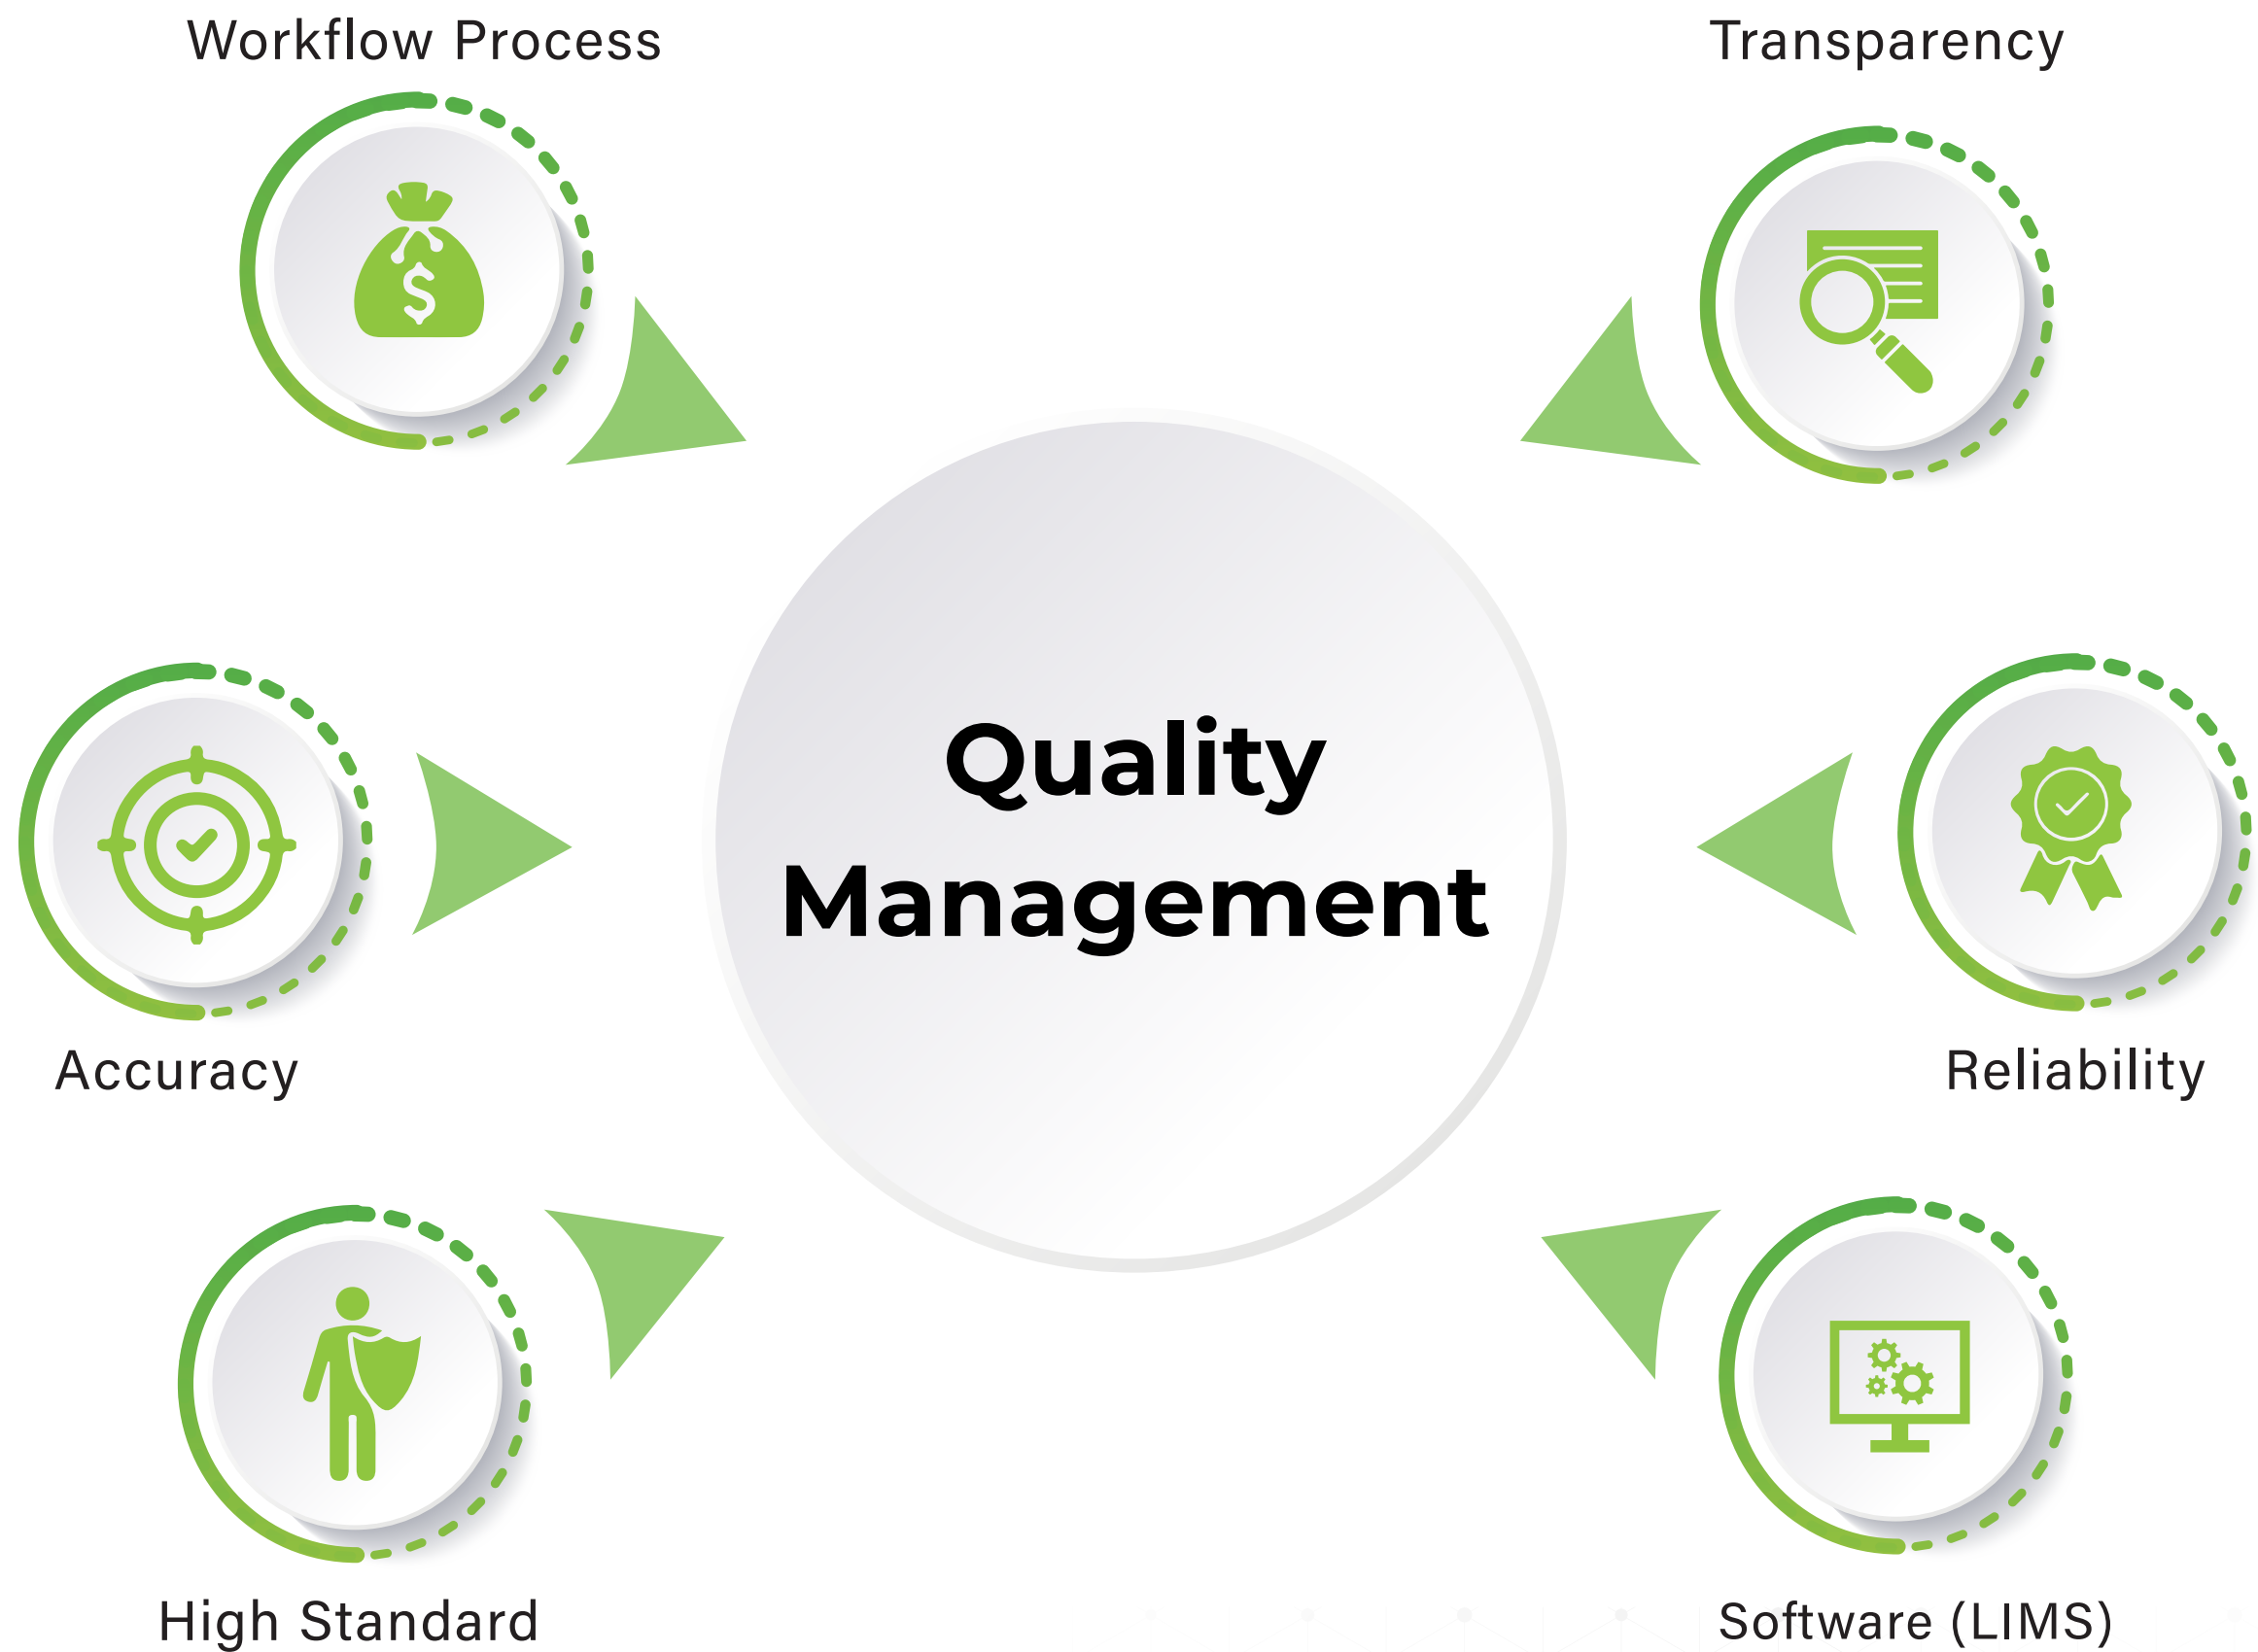 Workflow Process
Transparency
Quality
Management
Accuracy
Reliability
High Standard
Software (LIMS)